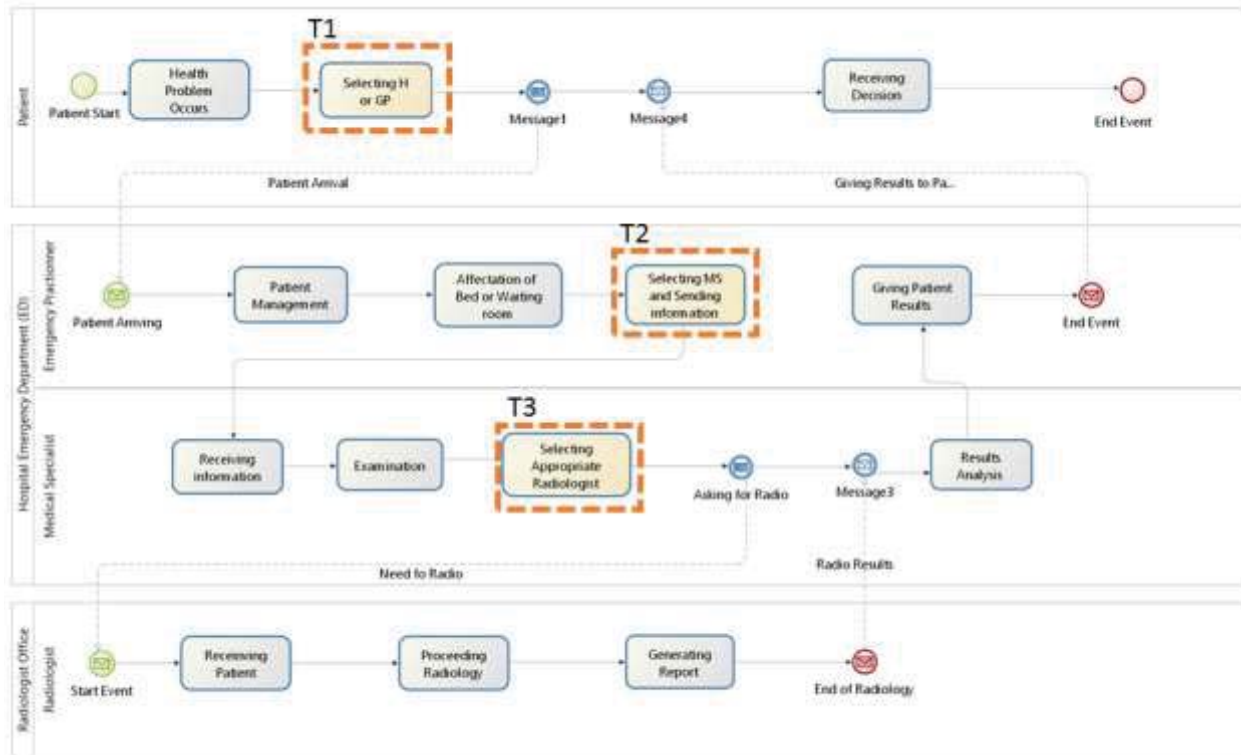 T1
Patient
Patient Start
Health
Problem
Occurs
Selecting H
or GP
Message1
Message4
Receiving
Decision
End Event
Patient Arrival
Giving Results to Pa...
Hospital Emergency Department (ED)
Emergency Practionner
T2
Patient Arriving
Patient
Management
Affectation of
Bed or Waiting
room
Selecting MS
and Sending
information
Giving Patient
Results
End Event
Medical Specialist
T3
Receiving
information
Examination
Selecting
Appropriate
Radiologist
Asking for Radio
Message3
Results
Analysis
Need fo Radio
Radio Results
Radiologist Office
Radiologist
Start Event
Receiving
Patient
Proceeding
Radiology
Generating
Report
End of Radiology